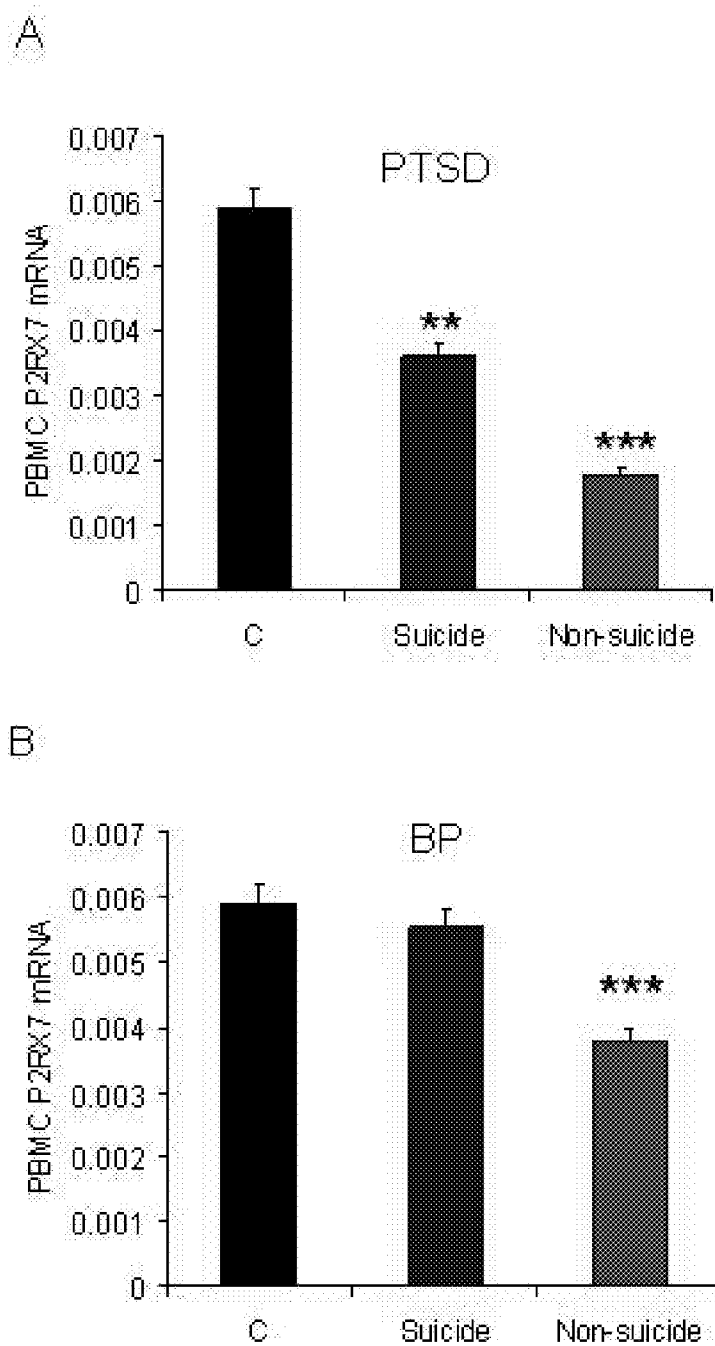 A
PTSD
PBMC P2RX7 mRNA
0.007
0.006
0.005
0.004
0.003
0.002
0.001
0
**
***
C Suicide Non-suicide
B
BP
PBMC P2RX7 mRNA
0.007
0.006
0.005
0.004
0.003
0.002
0.001
0
***
C Suicide Non-suicide